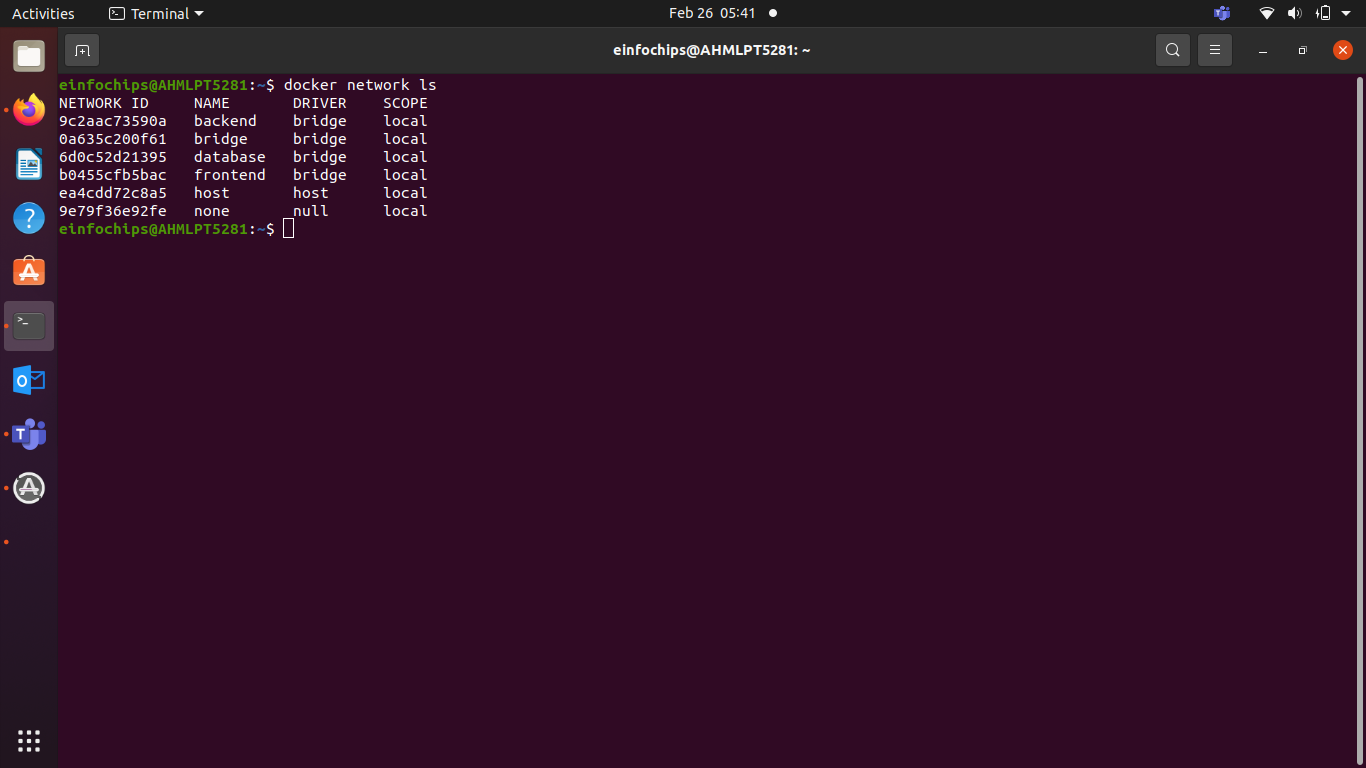 Activities Terminal Feb 26 05:41
einfochips@AHMLPT5281: ~
einfochips@AHMLPT5281:~$ docker network ls
NETWORK ID NAME DRIVER SCOPE
9c2aac73590a backend bridge local
0a635c200f61 bridge bridge local
6d0c52d21395 database bridge local
b0455cfb5bac frontend bridge local
ea4cdd72c8a5 host host local
9e79f36e92fe none null local
einfochips@AHMLPT5281:~$